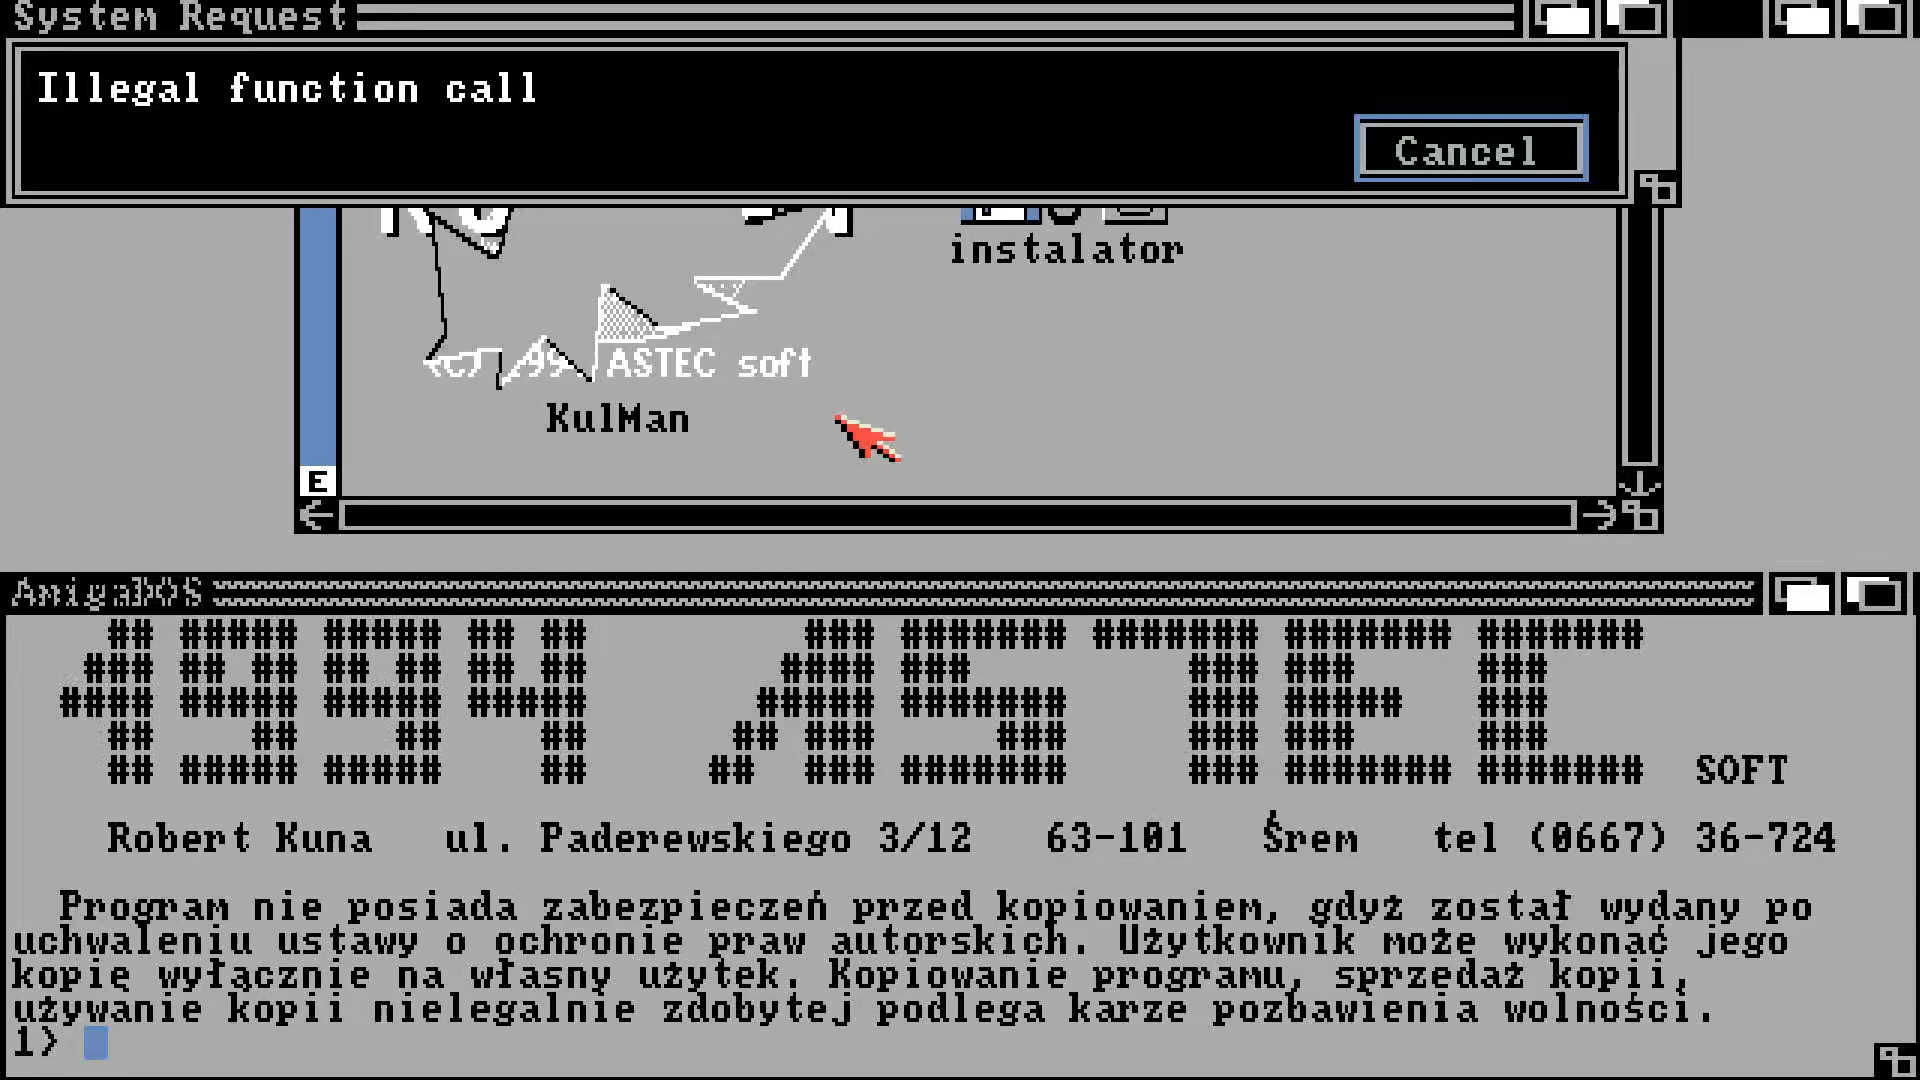 System Request
Illegal function call
Cancel
instalator
ASTEC soft
KulMan
E
AmigaDOS
1994 ASTEC
SOFT
Robert Kuna ul. Paderewskiego 3/12 63-101 Śrem tel (0667) 36-724
Program nie posiada zabezpieczeń przed kopiowaniem, gdyż został wydany po
uchwaleniu ustawy o ochronie praw autorskich. Użytkownik może wykonać jego
kopię wyłącznie na własny użytek. Kopiowanie programu, sprzedaż kopii,
używanie kopii nielegalnie zdobytej podlega karze pozbawienia wolności.
1>